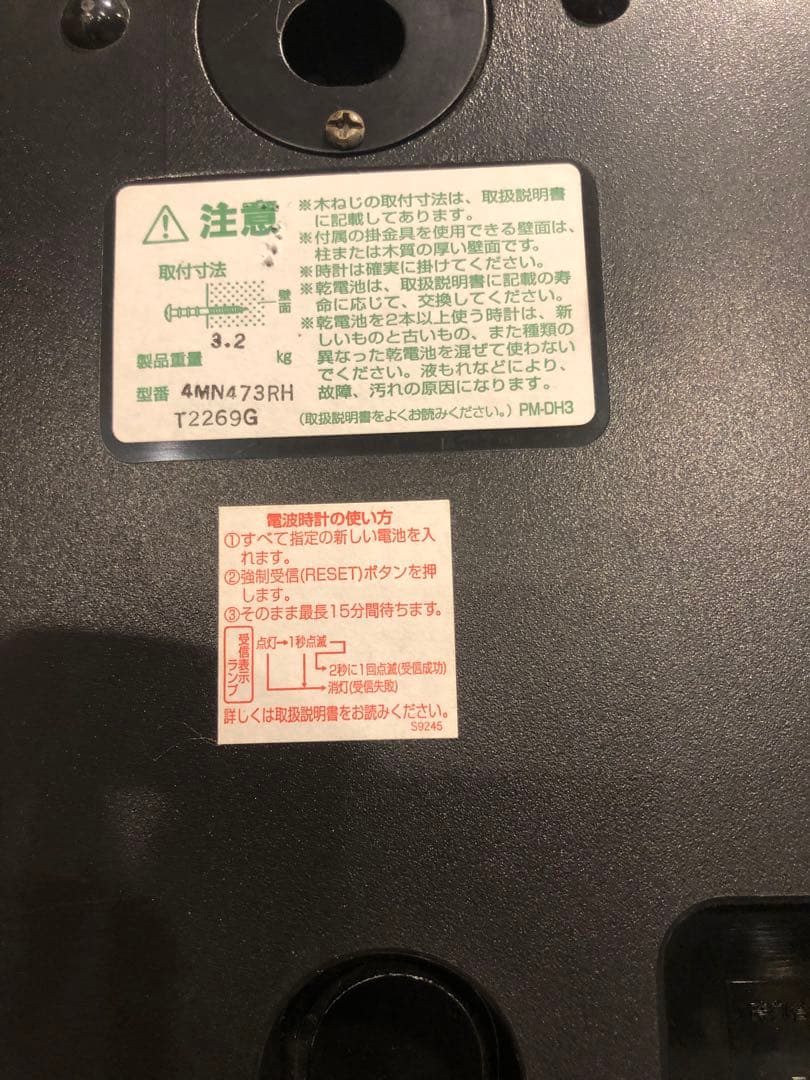 注意
取付寸法
壁面
3.2
製品重量 kg
型番 4MN473RH
T2269G
※木ねじの取付寸法は、取扱説明書
に記載してあります。
※付属の掛金具を使用できる壁面は、
柱または木質の厚い壁面です。
※時計は確実に掛けてください。
※乾電池は、取扱説明書に記載の寿
命に応じて、交換してください。
※乾電池を2本以上使う時計は、新
しいものと古いもの、また種類の
異なった乾電池を混ぜて使わない
でください。液もれなどにより、
故障、汚れの原因になります。
(取扱説明書をよくお読みください。) PM-DH3
電波時計の使い方
①すべて指定の新しい電池を入
れます。
②強制受信(RESET)ボタンを押
します。
③そのまま最長15分間待ちます。
受信表示
ランプ
点灯→1秒点滅
2秒に1回点滅(受信成功)
消灯(受信失敗)
詳しくは取扱説明書をお読みください。
S9245